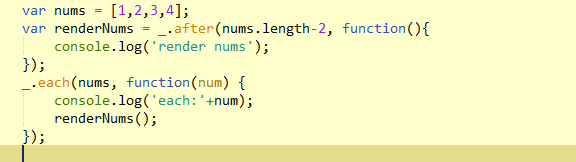 var nums = [1,2,3,4];
var renderNums = _.after(nums.length-2, function(){
    console.log('render nums');
});
_.each(nums, function(num) {
    console.log('each:'+num);
    renderNums();
});